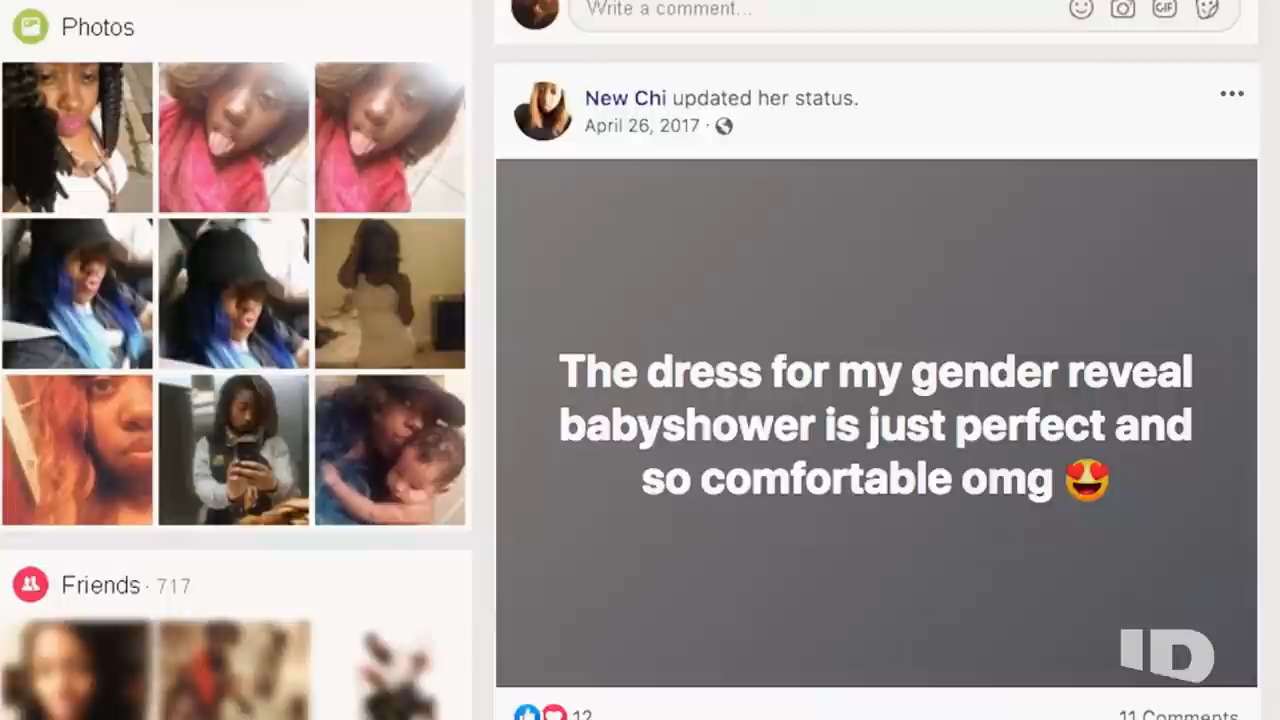 Photos
Write a comment...
GIF
New Chi updated her status.
April 26, 2017 ·
The dress for my gender reveal
babyshower is just perfect and
so comfortable omg 😍
Friends · 717
ID
12
11 Comments